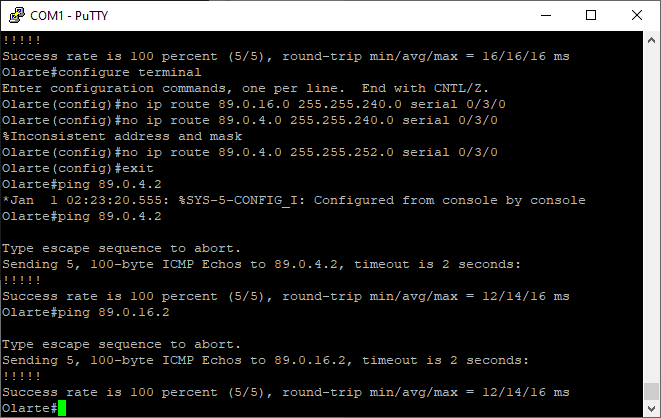 COM1 - PuTTY
!!!!!
Success rate is 100 percent (5/5), round-trip min/avg/max = 16/16/16 ms
Olarte#configure terminal
Enter configuration commands, one per line.  End with CNTL/Z.
Olarte(config)#no ip route 89.0.16.0 255.255.240.0 serial 0/3/0
Olarte(config)#no ip route 89.0.4.0 255.255.240.0 serial 0/3/0
%Inconsistent address and mask
Olarte(config)#no ip route 89.0.4.0 255.255.252.0 serial 0/3/0
Olarte(config)#exit
Olarte#ping 89.0.4.2
*Jan  1 02:23:20.555: %SYS-5-CONFIG_I: Configured from console by console
Olarte#ping 89.0.4.2
Type escape sequence to abort.
Sending 5, 100-byte ICMP Echos to 89.0.4.2, timeout is 2 seconds:
!!!!!
Success rate is 100 percent (5/5), round-trip min/avg/max = 12/14/16 ms
Olarte#ping 89.0.16.2
Type escape sequence to abort.
Sending 5, 100-byte ICMP Echos to 89.0.16.2, timeout is 2 seconds:
!!!!!
Success rate is 100 percent (5/5), round-trip min/avg/max = 12/14/16 ms
Olarte#